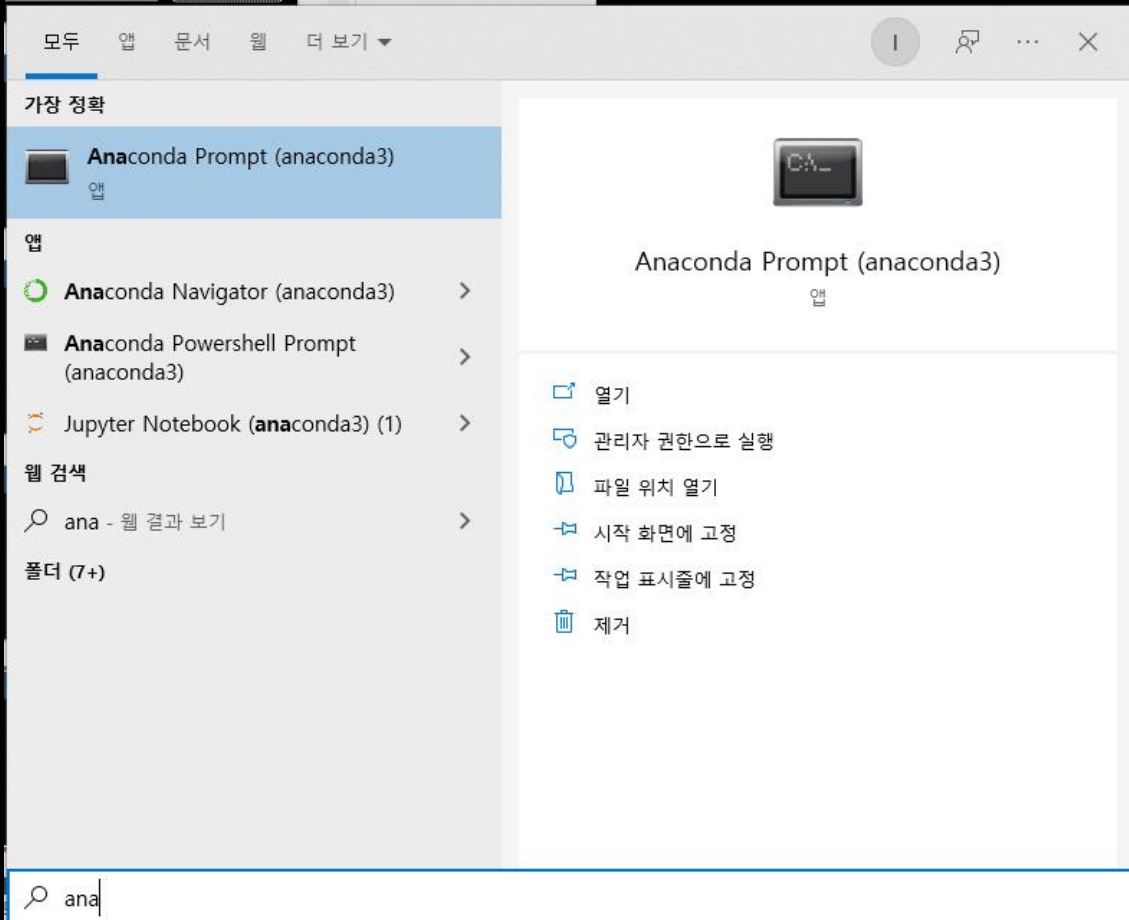 모두 앱 문서 웹 더 보기
I
가장 정확
Anaconda Prompt (anaconda3)
앱
앱
Anaconda Navigator (anaconda3)
Anaconda Powershell Prompt
(anaconda3)
Jupyter Notebook (anaconda3) (1)
웹 검색
ana - 웹 결과 보기
폴더 (7+)
C:\_
Anaconda Prompt (anaconda3)
앱
열기
관리자 권한으로 실행
파일 위치 열기
시작 화면에 고정
작업 표시줄에 고정
제거
ana